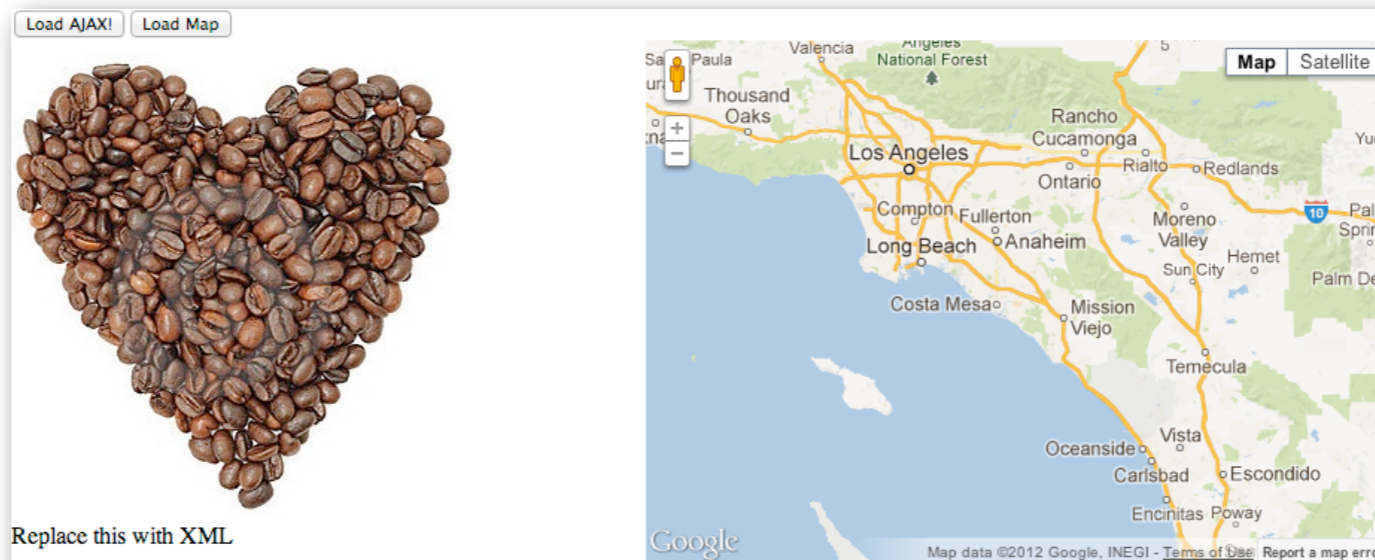 Load AJAX! Load Map
Valencia
Angeles
National Forest
Paula
Map Satellite
Thousand
Oaks
Rancho
Cucamonga
Los Angeles
Rialto
Redlands
Ontario
10
Compton
Fullerton
Moreno
Valley
Long Beach
Anaheim
Hemet
Sun City
Palm De
Costa Mesa
Mission
Viejo
Temecula
Oceanside
Vista
Carlsbad
Escondido
Encinitas
Poway
Replace this with XML
Google
Map data ©2012 Google, INEGI - Terms of Use Report a map erro